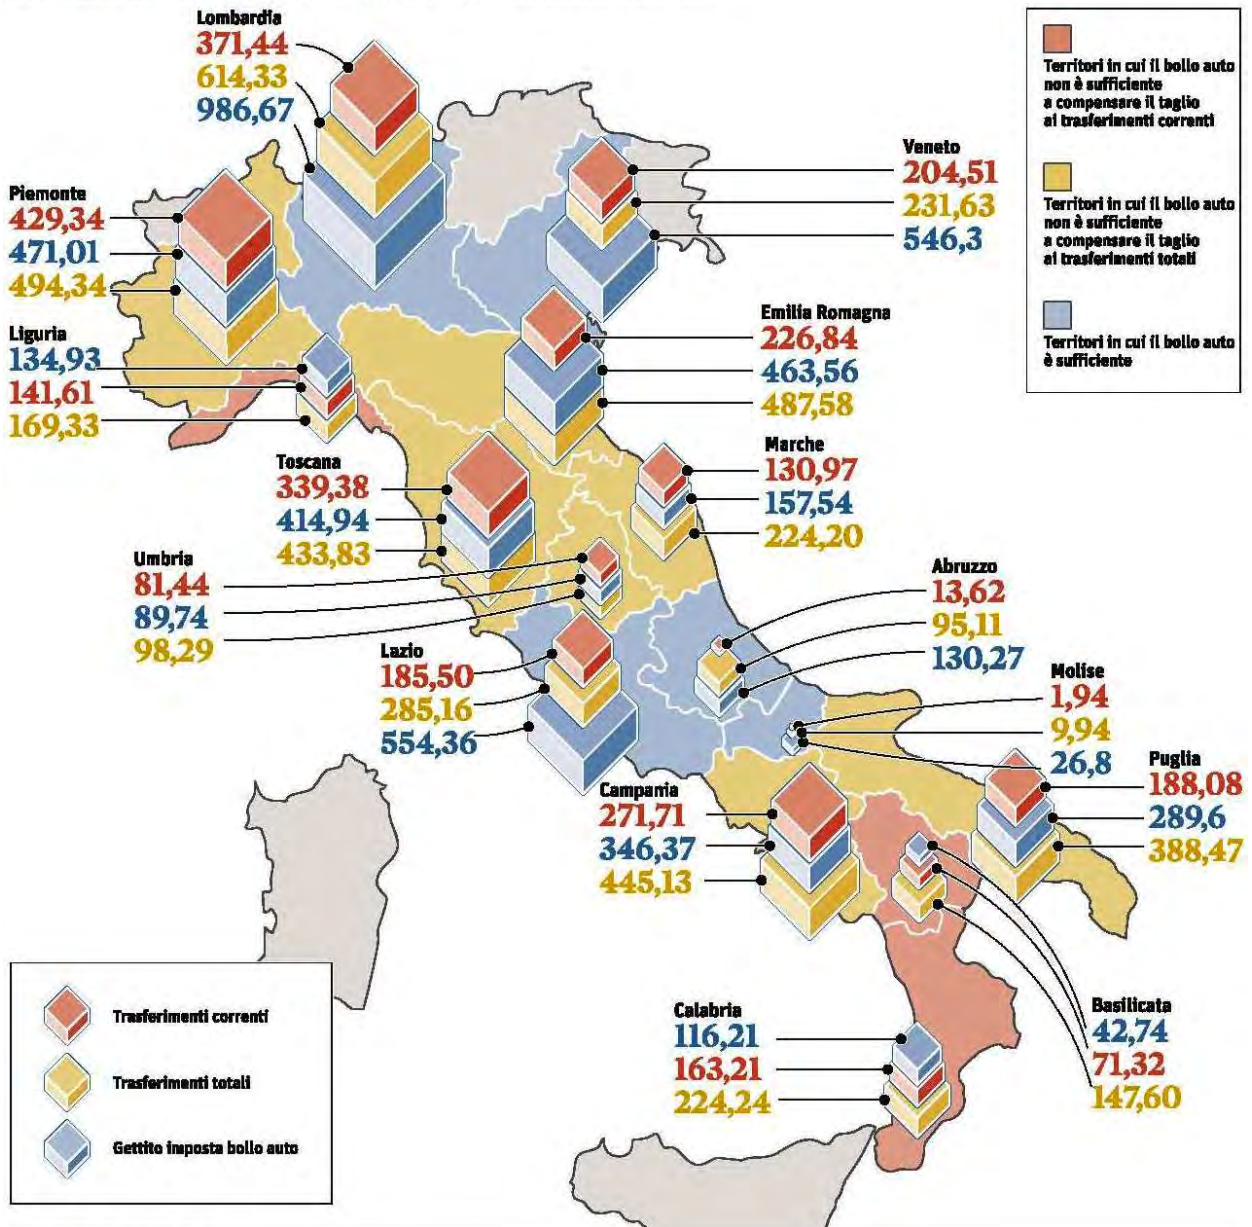 Lombardia
371,44
614,33
986,67
Territori in cui il bollo auto
non è sufficiente
a compensare il taglio
ai trasferimenti correnti
Veneto
204,51
231,63
546,3
Territori in cui il bollo auto
non è sufficiente
a compensare il taglio
ai trasferimenti totali
Piemonte
429,34
471,01
494,34
Territori in cui il bollo auto
è sufficiente
Emilia Romagna
226,84
463,56
487,58
Liguria
134,93
141,61
169,33
Marche
130,97
157,54
224,20
Toscana
339,38
414,94
433,83
Umbria
81,44
89,74
98,29
Abruzzo
13,62
95,11
130,27
Lazio
185,50
285,16
554,36
Molise
1,94
9,94
26,8
Puglia
188,08
289,6
388,47
Campania
271,71
346,37
445,13
Trasferimenti correnti
Trasferimenti totali
Gettito imposta bollo auto
Calabria
116,21
163,21
224,24
Basilicata
42,74
71,32
147,60